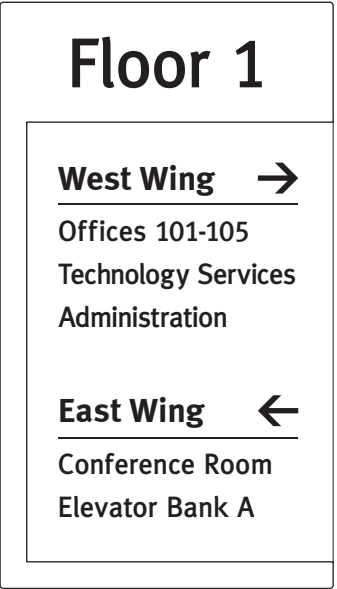 Floor 1
West Wing →
Offices 101-105
Technology Services
Administration
East Wing ←
Conference Room
Elevator Bank A